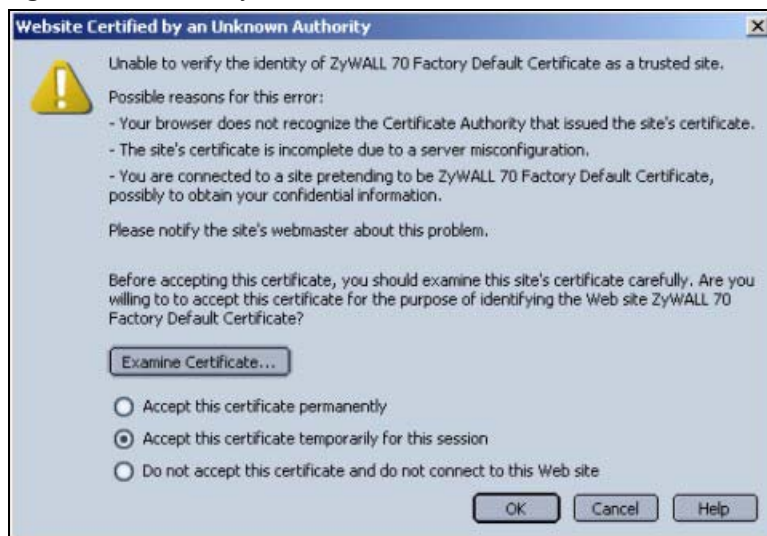 Website Certified by an Unknown Authority
Unable to verify the identity of ZyWALL 70 Factory Default Certificate as a trusted site.
Possible reasons for this error:
- Your browser does not recognize the Certificate Authority that issued the site's certificate.
- The site's certificate is incomplete due to a server misconfiguration.
- You are connected to a site pretending to be ZyWALL 70 Factory Default Certificate,
possibly to obtain your confidential information.
Please notify the site's webmaster about this problem.
Before accepting this certificate, you should examine this site's certificate carefully. Are you
willing to to accept this certificate for the purpose of identifying the Web site ZyWALL 70
Factory Default Certificate?
Examine Certificate...
Accept this certificate permanently
Accept this certificate temporarily for this session
Do not accept this certificate and do not connect to this Web site
OK Cancel Help